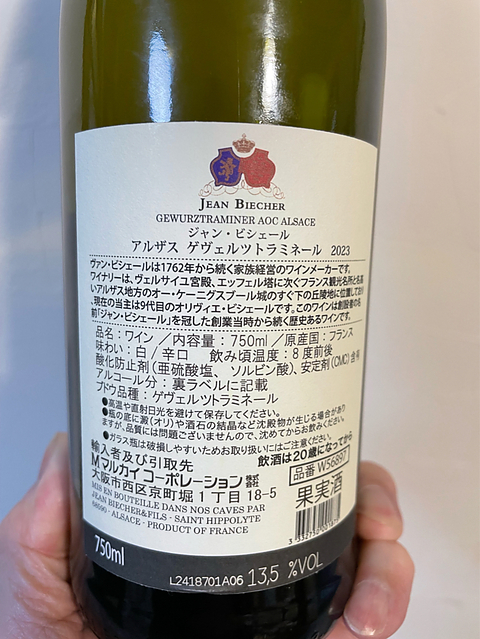 JEAN BIECHER
GEWURZTRAMINER AOC ALSACE
ジャン・ビシェール
アルザス ゲヴェルツトラミネール 2023
ヴァン・ビシェールは1762年から続く家族経営のワインメーカーです。
ワイナリーは、ヴェルサイユ宮殿、エッフェル塔に次ぐフランス観光名所と名高
いアルザス地方のオー・ケーニグスブール城のすぐ下の丘陵地に位置しており
、現在の当主は9代目のオリヴィエ・ビシェールです。このワインは創設者の名
前「ジャン・ビシェール」を冠した創業当時から続く歴史あるワインです。
品名：ワイン ／内容量：750ml／原産国：フランス
味わい：白 / 辛口 飲み頃温度：8度前後
酸化防止剤（亜硫酸塩、ソルビン酸）、安定剤（CMC）含有
アルコール分：裏ラベルに記載
ブドウ品種：ゲヴェルツトラミネール
●高温や直射日光を避けて保存してください。
●瓶の底に澱（オリ）や酒石の結晶など沈殿物が生じる場合があり
ますが、品質には問題ございませんので、沈めてからお飲みください。
●ガラス瓶は破損しやすいためお取り扱いにはご注意ください。
飲酒は20歳になってから
輸入者及び引取先
Mマルカイコーポレーション株式会社
大阪市西区京町堀1丁目18-5
品番 W56897
果実酒
MIS EN BOUTEILLE DANS NOS CAVES PAR
JEAN BIECHER&FILS - SAINT HIPPOLYTE
68590 - ALSACE - PRODUCT OF FRANCE
750ml
L2418701A06 13,5 %VOL